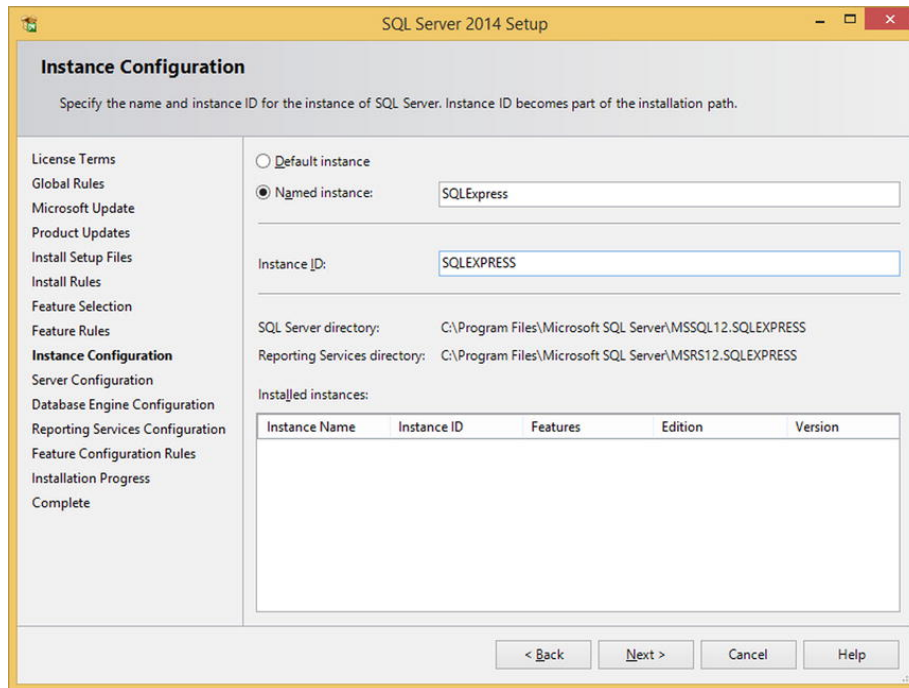 SQL Server 2014 Setup
Instance Configuration
Specify the name and instance ID for the instance of SQL Server. Instance ID becomes part of the installation path.
License Terms
Global Rules
Microsoft Update
Product Updates
Install Setup Files
Install Rules
Feature Selection
Feature Rules
Instance Configuration
Server Configuration
Database Engine Configuration
Reporting Services Configuration
Feature Configuration Rules
Installation Progress
Complete
Default instance
Named instance: SQLExpress
Instance ID: SQLEXPRESS
SQL Server directory: C:\Program Files\Microsoft SQL Server\MSSQL12.SQLEXPRESS
Reporting Services directory: C:\Program Files\Microsoft SQL Server\MSRS12.SQLEXPRESS
Installed instances:
Instance Name Instance ID Features Edition Version
< Back Next > Cancel Help